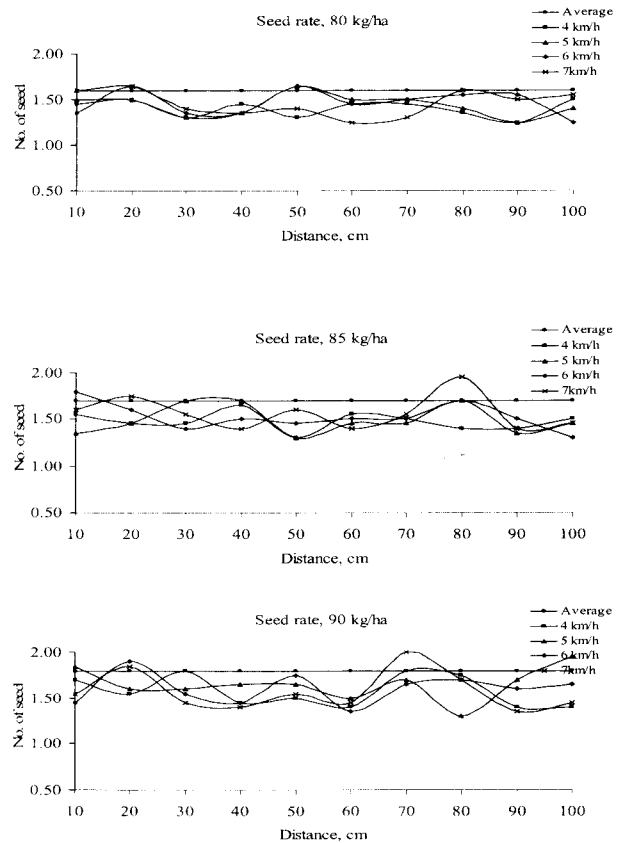 Seed rate, 80 kg/ha
Average
4 km/h
5 km/h
6 km/h
7km/h
No. of seed
2.00
1.50
1.00
0.50
10 20 30 40 50 60 70 80 90 100
Distance, cm
Seed rate, 85 kg/ha
Average
4 km/h
5 km/h
6 km/h
7km/h
No. of seed
2.00
1.50
1.00
0.50
10 20 30 40 50 60 70 80 90 100
Distance, cm
Seed rate, 90 kg/ha
Average
4 km/h
5 km/h
6 km/h
7km/h
No. of seed
2.00
1.50
1.00
0.50
10 20 30 40 50 60 70 80 90 100
Distance, cm